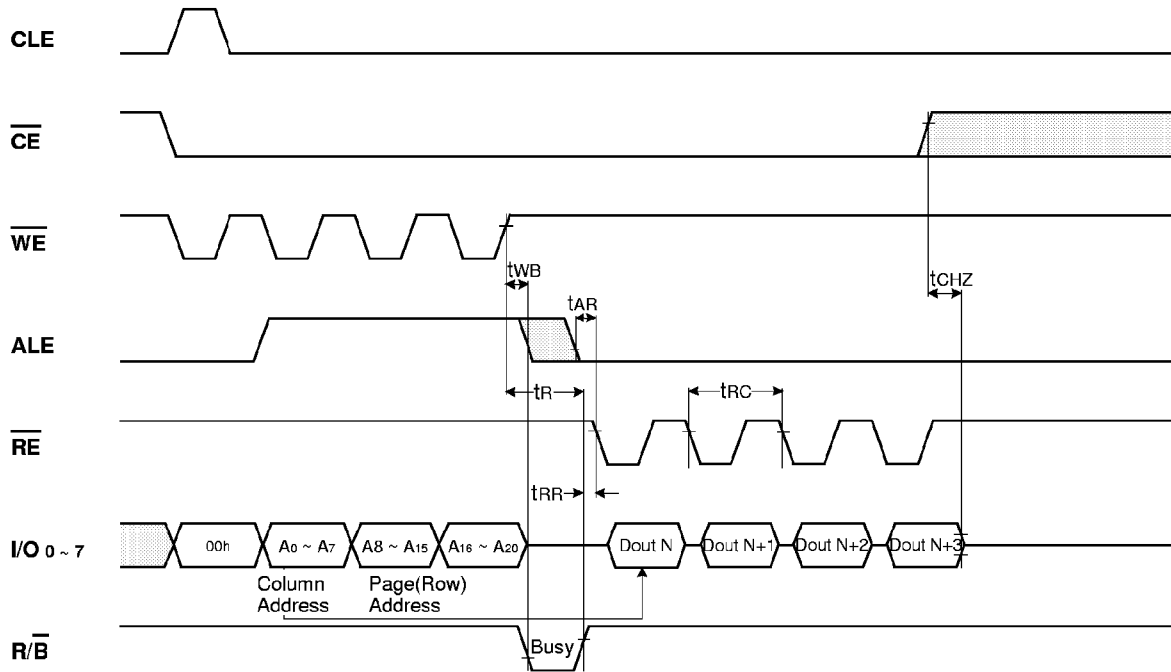 CLE
CE
WE
tWB
tCHZ
tAR
ALE
tR
tRC
RE
tRR
I/O 0 ~ 7
00h
A0 ~ A7
A8 ~ A15
A16 ~ A20
Dout N
Dout N+1
Dout N+2
Dout N+3
Column
Address
Page(Row)
Address
R/B
Busy